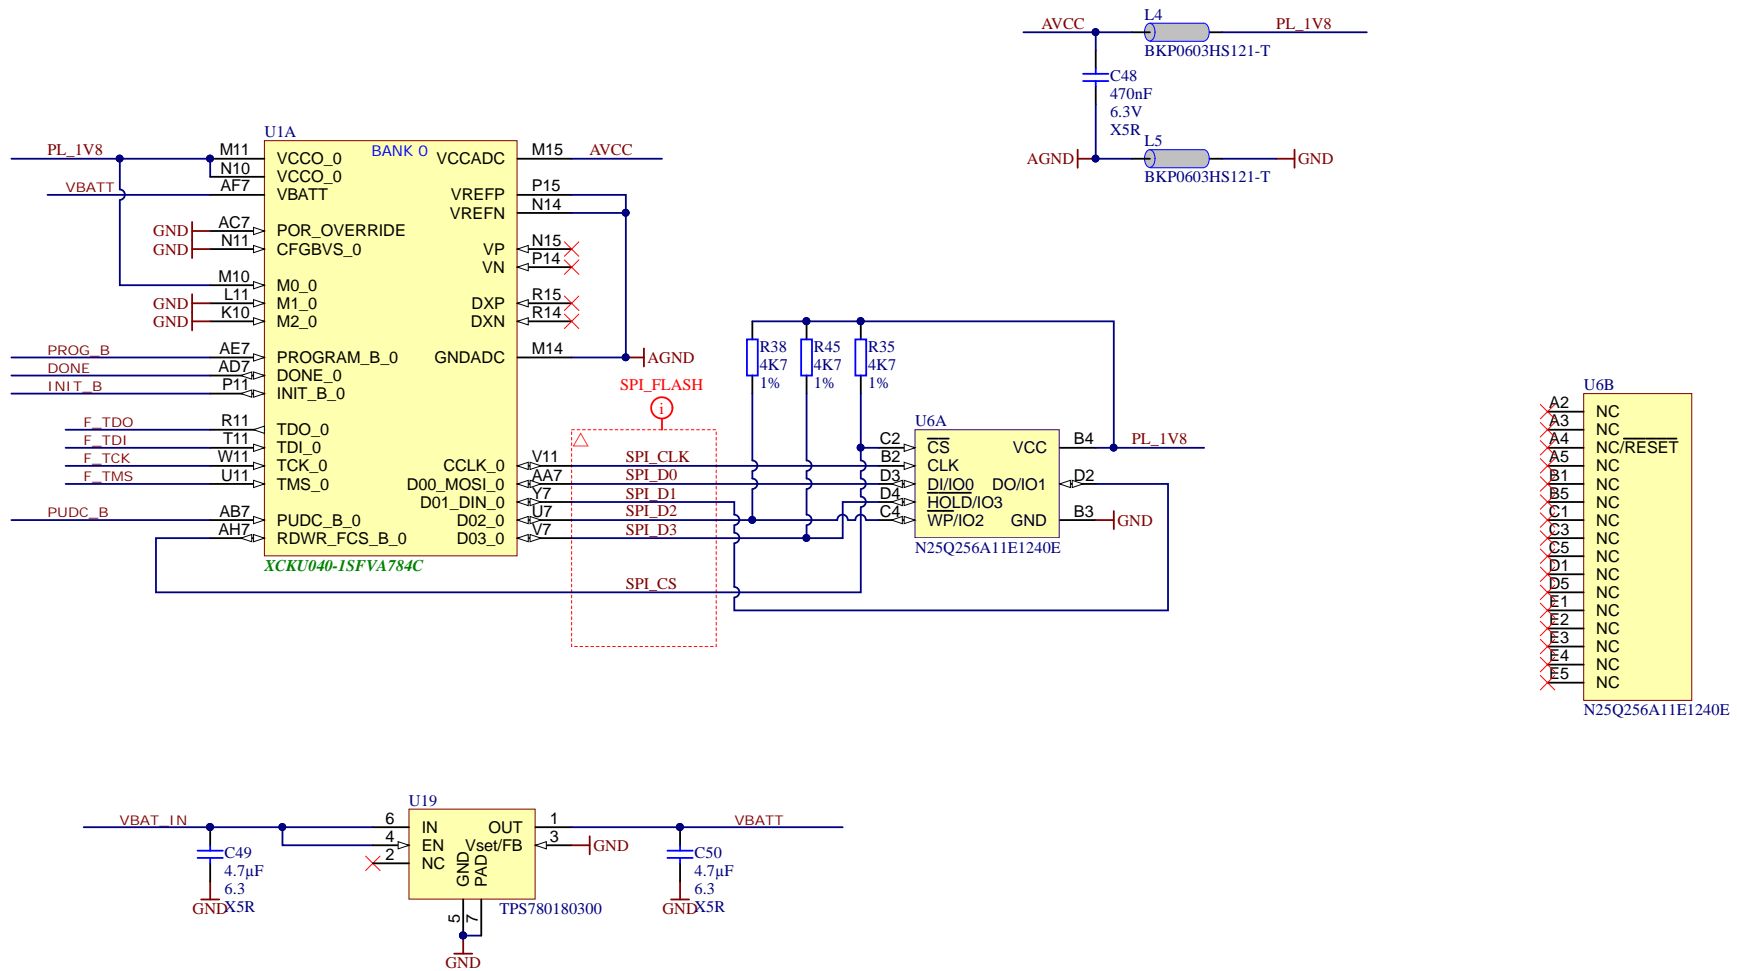 AVCC
L4
PL_1V8
BKP0603HS121-T
C48
470nF
6.3V
X5R
L5
AGND
GND
BKP0603HS121-T
U1A
BANK 0
PL_1V8
M11
VCCO_0
N10
VCCO_0
VBATT
AF7
VBATT
GND
AC7
POR_OVERRIDE
GND
N11
CFGBVS_0
M10
M0_0
GND
L11
M1_0
GND
K10
M2_0
PROG_B
AE7
PROGRAM_B_0
DONE
AD7
DONE_0
INIT_B
P11
INIT_B_0
F_TDO
R11
TDO_0
F_TDI
T11
TDI_0
F_TCK
W11
TCK_0
F_TMS
U11
TMS_0
PUDC_B
AB7
PUDC_B_0
AH7
RDWR_FCS_B_0
VCCADC
M15
AVCC
VREFP
P15
VREFN
N14
VP
N15
VN
P14
DXP
R15
DXN
R14
GNDADC
M14
AGND
CCLK_0
V11
SPI_CLK
D00_MOSI_0
AA7
SPI_D0
D01_DIN_0
Y7
SPI_D1
D02_0
U7
SPI_D2
D03_0
V7
SPI_D3
XCKU040-1SFVA784C
SPI_FLASH
i
SPI_CS
R38
4K7
1%
R45
4K7
1%
R35
4K7
1%
U6A
C2
CS
B2
CLK
D3
DI/IO0
D4
HOLD/IO3
C4
WP/IO2
VCC
B4
PL_1V8
DO/IO1
D2
GND
B3
GND
N25Q256A11E1240E
U6B
A2
NC
A3
NC
A4
NC/RESET
A5
NC
B1
NC
B5
NC
C1
NC
C3
NC
C5
NC
D1
NC
D5
NC
E1
NC
E2
NC
E3
NC
E4
NC
E5
NC
N25Q256A11E1240E
U19
VBAT_IN
6
IN
4
EN
2
NC
OUT
1
VBATT
Vset/FB
3
GND
GND
PAD
5
7
GND
TPS780180300
C49
4.7µF
6.3
X5R
GND
C50
4.7µF
6.3
X5R
GND